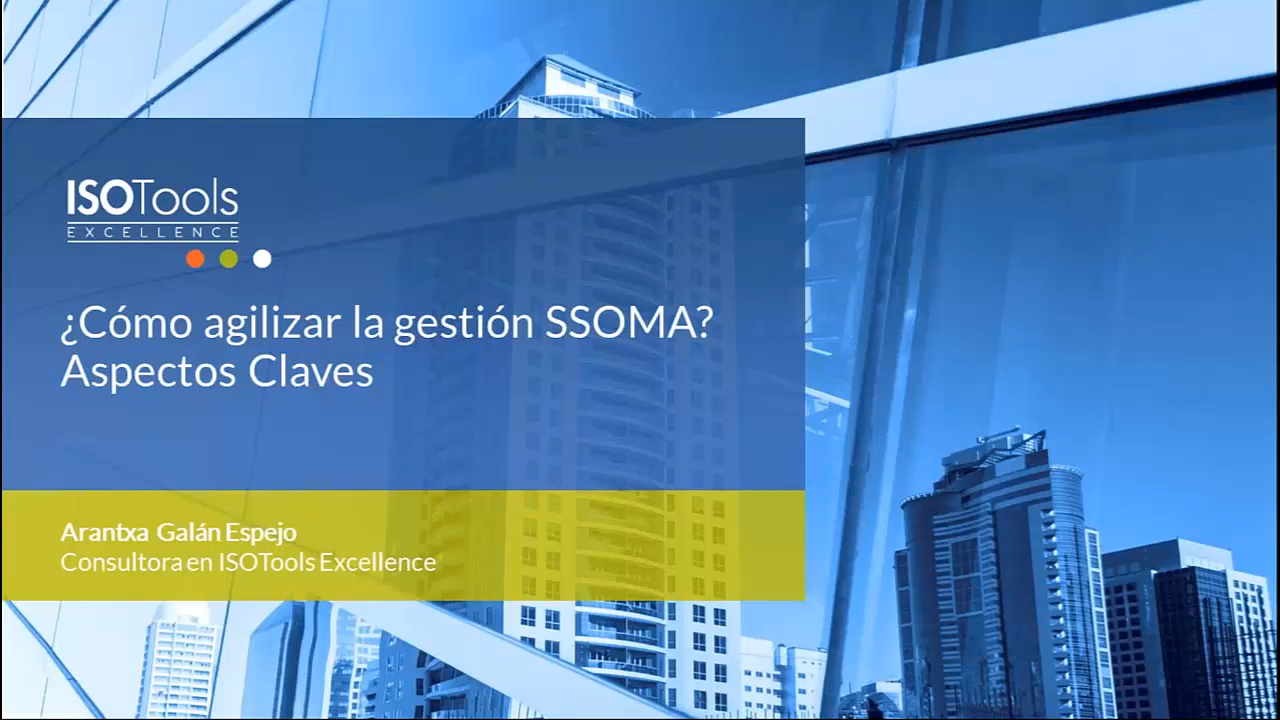 ISOTools
EXCELLENCE
¿Cómo agilizar la gestión SSOMA?
Aspectos Claves
Arantxa Galán Espejo
Consultora en ISOTools Excellence